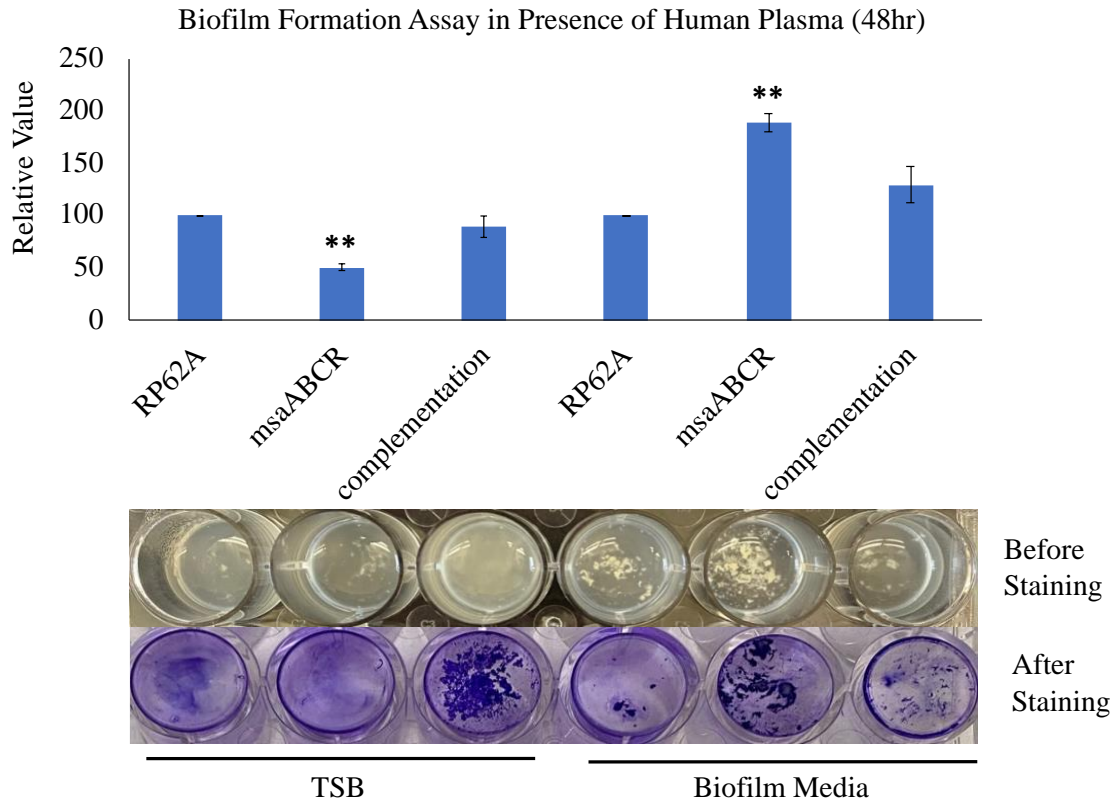 Biofilm Formation Assay in Presence of Human Plasma (48hr)
Relative Value
250
200
150
100
50
0
**
**
RP62A
msaABCR
complementation
RP62A
msaABCR
complementation
Before
Staining
After
Staining
TSB
Biofilm Media